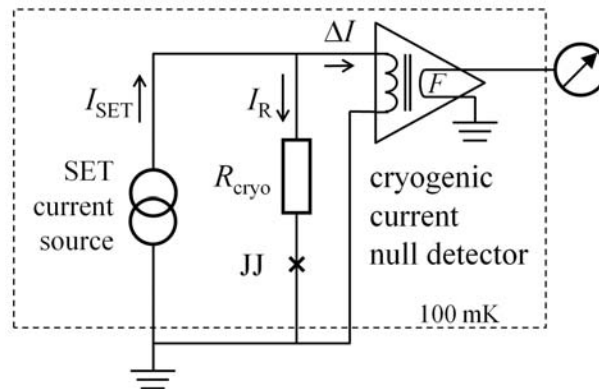 ΔI
F
I_SET
I_R
SET
current
source
R_cryo
JJ
cryogenic
current
null detector
100 mK